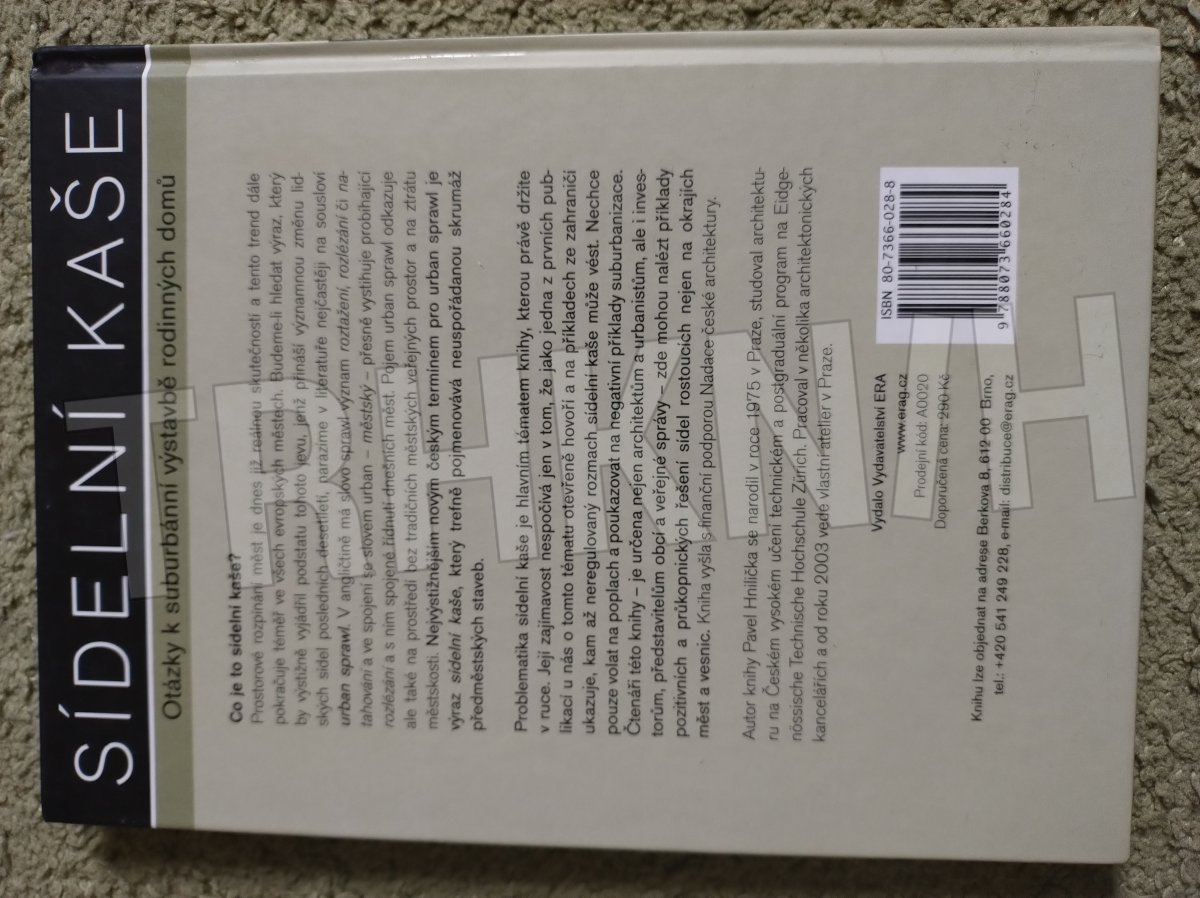 SÍDELNÍ KAŠE
Otázky k suburbánní výstavbě rodinných domů
Co je to sídelní kaše?
Prostorové rozpínání měst je dnes již reálnou skutečností a tento trend dále
pokračuje téměř ve všech evropských městech. Budeme-li hledat výraz, který
by výstižně vyjádřil podstatu tohoto jevu, jenž přináší významnou změnu lid-
ských sídel posledních desetiletí, narazíme v literatuře nejčastěji na sousloví
urban sprawl. V angličtině má slovo sprawl význam roztažení, rozlézání či na-
tahování a ve spojení se slovem urban – městský – přesně vystihuje probíhající
rozlézání a s ním spojené řídnutí dnešních měst. Pojem urban sprawl odkazuje
ale také na prostředí bez tradičních městských veřejných prostor a na ztrátu
městskosti. Nejvýstižnějším novým českým termínem pro urban sprawl je
výraz sídelní kaše, který trefně pojmenovává neuspořádanou skrumáž
předměstských staveb.
Problematika sídelní kaše je hlavním tématem knihy, kterou právě držíte
v ruce. Její zajímavost nespočívá jen v tom, že jako jedna z prvních pub-
likací u nás o tomto tématu otevřeně hovoří a na příkladech ze zahraničí
ukazuje, kam až neregulovaný rozmach sídelní kaše může vést. Nechce
pouze volat na poplach a poukazovat na negativní příklady suburbanizace.
Čtenáři této knihy – je určena nejen architektům a urbanistům, ale i inves-
torům, představitelům obcí a veřejné správy – zde mohou nalézt příklady
pozitivních a průkopnických řešení sídel rostoucích nejen na okrajích
měst a vesnic. Kniha vyšla s finanční podporou Nadace české architektury.
Autor knihy Pavel Hnilička se narodil v roce 1975 v Praze, studoval architektu-
ru na Českém vysokém učení technickém a postgraduální program na Eidge-
nössische Technische Hochschule Zürich. Pracoval v několika architektonických
kancelářích a od roku 2003 vede vlastní atelier v Praze.
Vydalo Vydavatelství ERA
www.erag.cz
Prodejní kód: A0020
Doporučená cena: 290 Kč
ISBN 80-7366-028-8
9 788073 660284
Knihu lze objednat na adrese Berkova 8, 612 00 Brno,
tel.: +420 541 249 228, e-mail: distribuce@erag.cz